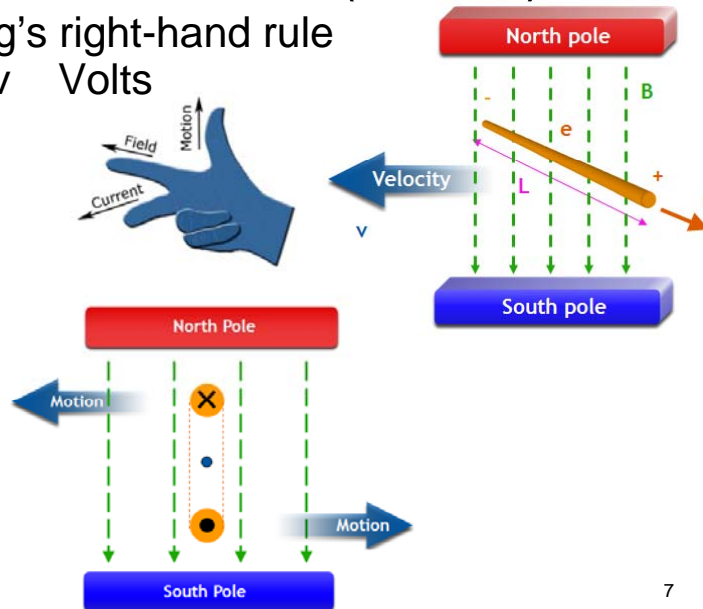 g's right-hand rule
v Volts
Motion
Field
Current
North pole
B
-
e
+
Velocity
L
v
South pole
North Pole
Motion
Motion
South Pole
7